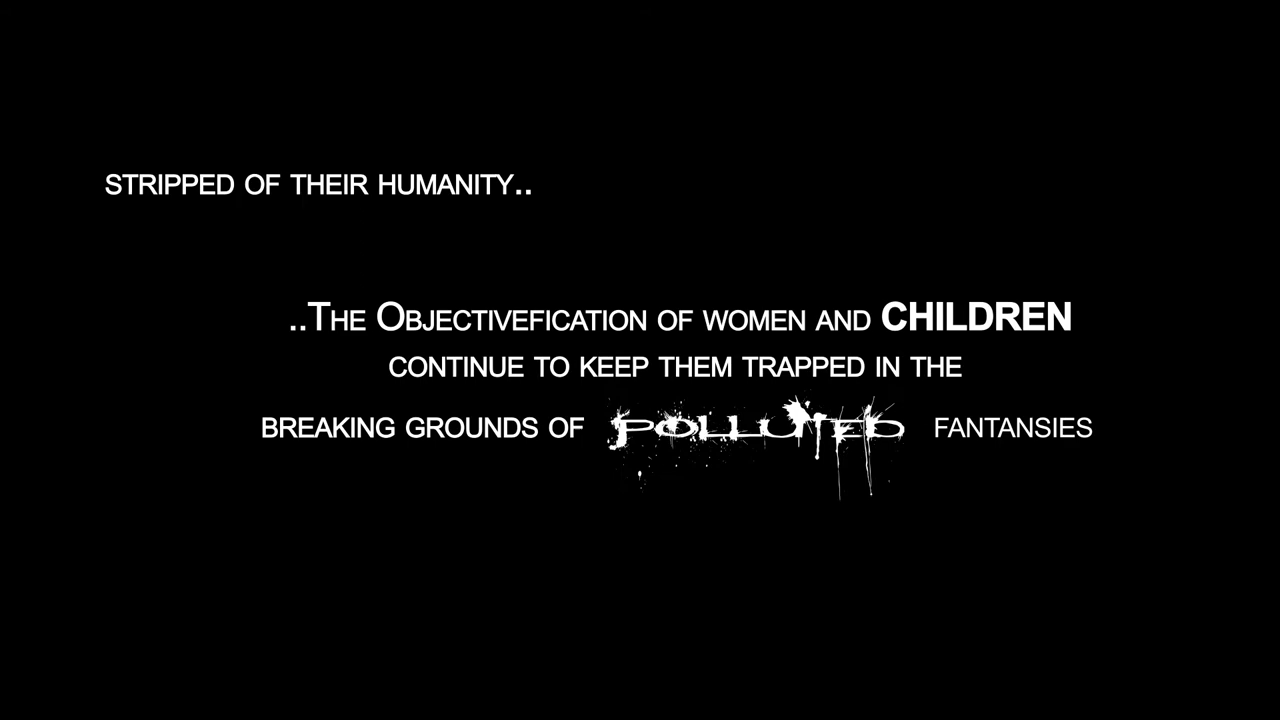 STRIPPED OF THEIR HUMANITY..
..THE OBJECTIVEFICATION OF WOMEN AND CHILDREN
CONTINUE TO KEEP THEM TRAPPED IN THE
BREAKING GROUNDS OF POLLUTED FANTANSIES